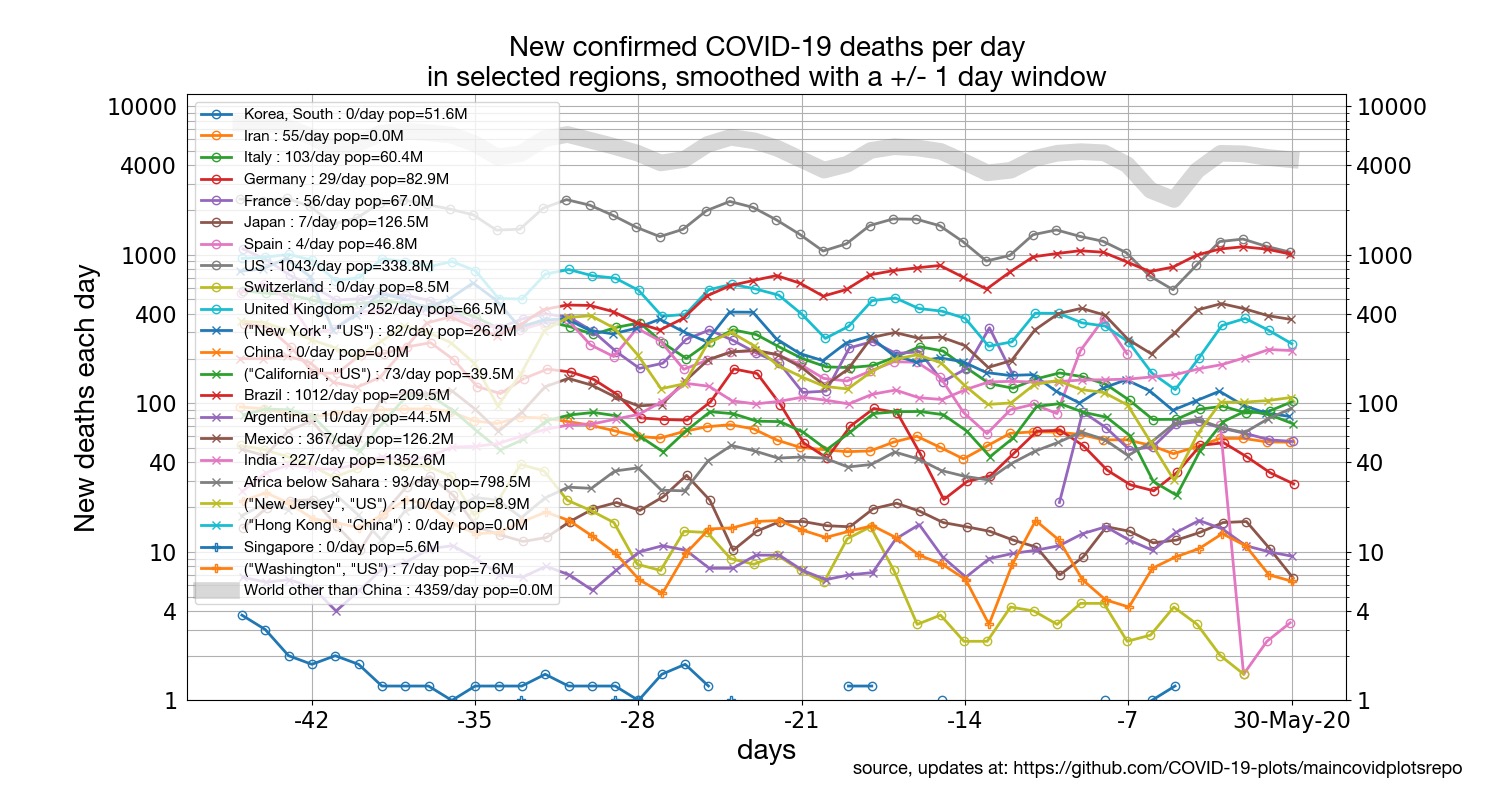 New confirmed COVID-19 deaths per day
in selected regions, smoothed with a +/- 1 day window
New deaths each day
10000
4000
1000
400
100
40
10
4
1
Korea, South : 0/day pop=51.6M
Iran : 55/day pop=0.0M
Italy : 103/day pop=60.4M
Germany : 29/day pop=82.9M
France : 56/day pop=67.0M
Japan : 7/day pop=126.5M
Spain : 4/day pop=46.8M
US : 1043/day pop=338.8M
Switzerland : 0/day pop=8.5M
United Kingdom : 252/day pop=66.5M
("New York", "US") : 82/day pop=26.2M
China : 0/day pop=0.0M
("California", "US") : 73/day pop=39.5M
Brazil : 1012/day pop=209.5M
Argentina : 10/day pop=44.5M
Mexico : 367/day pop=126.2M
India : 227/day pop=1352.6M
Africa below Sahara : 93/day pop=798.5M
("New Jersey", "US") : 110/day pop=8.9M
("Hong Kong", "China") : 0/day pop=0.0M
Singapore : 0/day pop=5.6M
("Washington", "US") : 7/day pop=7.6M
World other than China : 4359/day pop=0.0M
10000
4000
1000
400
100
40
10
4
1
-42 -35 -28 -21 -14 -7 30-May-20
days
source, updates at: https://github.com/COVID-19-plots/maincovidplotsrepo